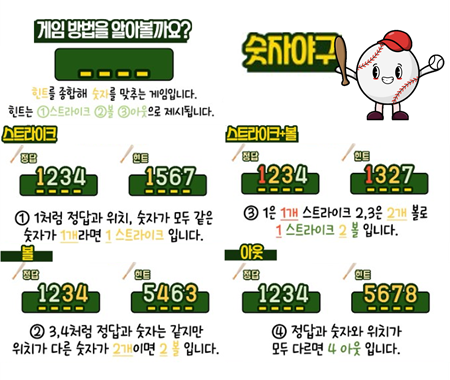 게임 방법을 알아볼까요?
힌트를 종합해 숫자를 맞추는 게임입니다.
힌트는 ①스트라이크 ②볼 ③아웃으로 제시됩니다.
숫자야구
스트라이크
정답 힌트
1234 1567
① 1처럼 정답과 위치, 숫자가 모두 같은
숫자가 1개라면 1 스트라이크 입니다.
스트라이크+볼
정답 힌트
1234 1327
③ 1은 1개 스트라이크 2,3은 2개 볼로
1 스트라이크 2 볼 입니다.
볼
정답 힌트
1234 5463
② 3,4처럼 정답과 숫자는 같지만
위치가 다른 숫자가 2개이면 2 볼 입니다.
아웃
정답 힌트
1234 5678
④ 정답과 숫자와 위치가
모두 다르면 4 아웃 입니다.